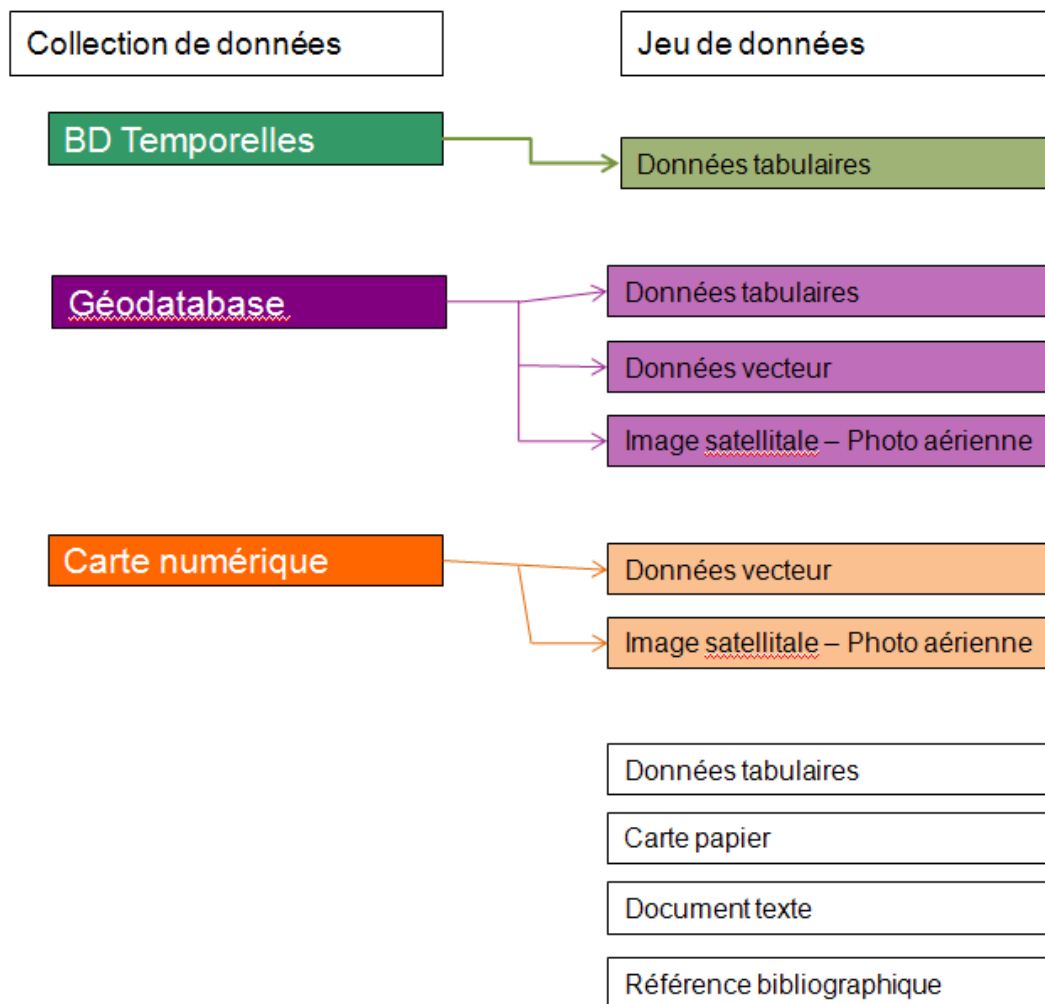 Collection de données
Jeu de données
BD Temporelles
Données tabulaires
Géodatabase
Données tabulaires
Données vecteur
Image satellitale – Photo aérienne
Carte numérique
Données vecteur
Image satellitale – Photo aérienne
Données tabulaires
Carte papier
Document texte
Référence bibliographique